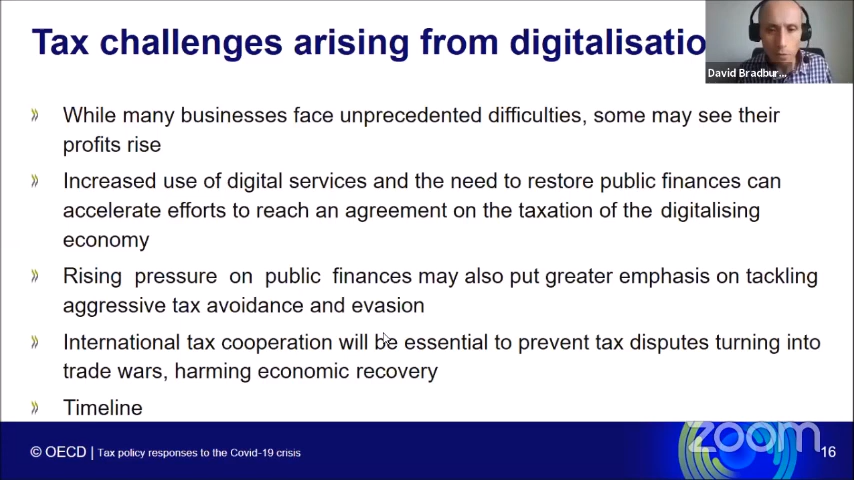 Tax challenges arising from digitalisatio
David Bradbur...
While many businesses face unprecedented difficulties, some may see their
profits rise
Increased use of digital services and the need to restore public finances can
accelerate efforts to reach an agreement on the taxation of the digitalising
economy
Rising pressure on public finances may also put greater emphasis on tackling
aggressive tax avoidance and evasion
International tax cooperation will be essential to prevent tax disputes turning into
trade wars, harming economic recovery
Timeline
© OECD | Tax policy responses to the Covid-19 crisis
zoom
16